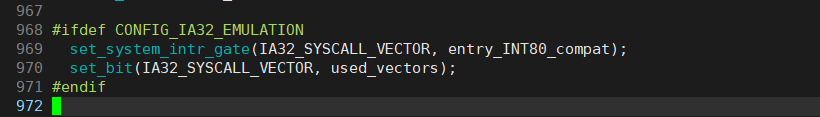 967
968 #ifdef CONFIG_IA32_EMULATION
969   set_system_intr_gate(IA32_SYSCALL_VECTOR, entry_INT80_compat);
970   set_bit(IA32_SYSCALL_VECTOR, used_vectors);
971 #endif
972